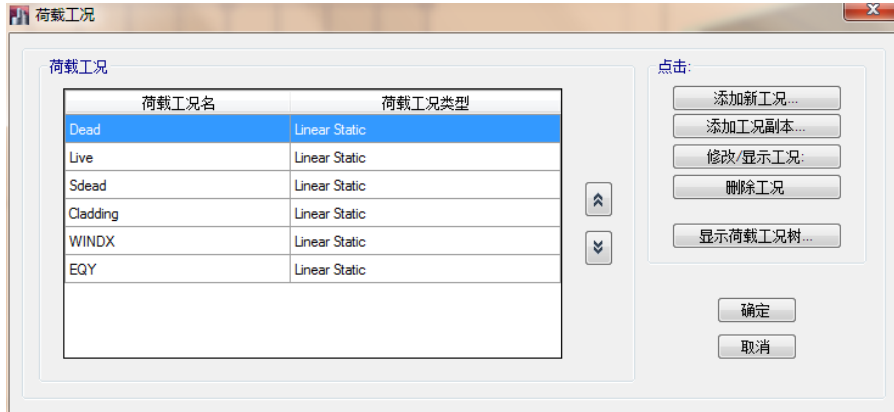 荷载工况
荷载工况
荷载工况名 荷载工况类型
Dead Linear Static
Live Linear Static
Sdead Linear Static
Cladding Linear Static
WINDX Linear Static
EQY Linear Static
点击:
添加新工况...
添加工况副本...
修改/显示工况:
删除工况
显示荷载工况树...
确定
取消